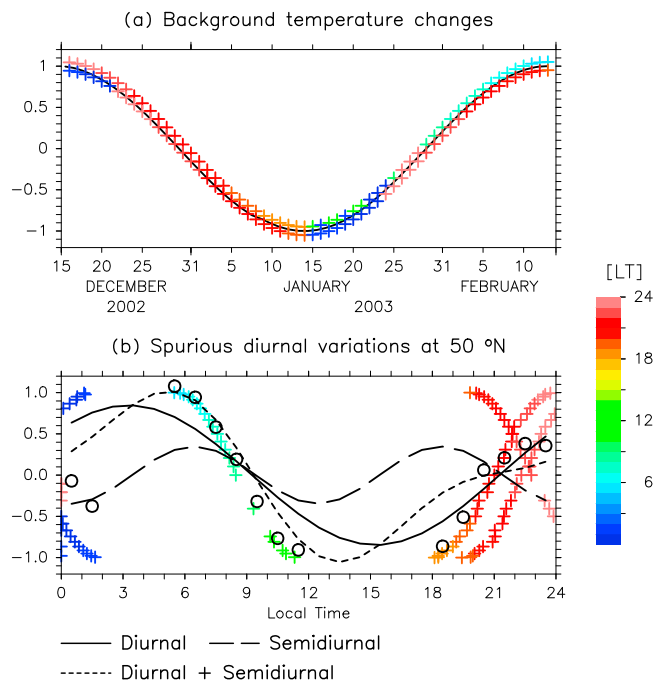 (a) Background temperature changes
1
0.5
0
−0.5
−1
15 20 25 31 5 10 15 20 25 31 5 10
DECEMBER JANUARY FEBRUARY
2002 2003
[LT]
24
18
12
6
(b) Spurious diurnal variations at 50 ºN
1.0
0.5
0.0
−0.5
−1.0
0 3 6 9 12 15 18 21 24
Local Time
Diurnal Semidiurnal
Diurnal + Semidiurnal